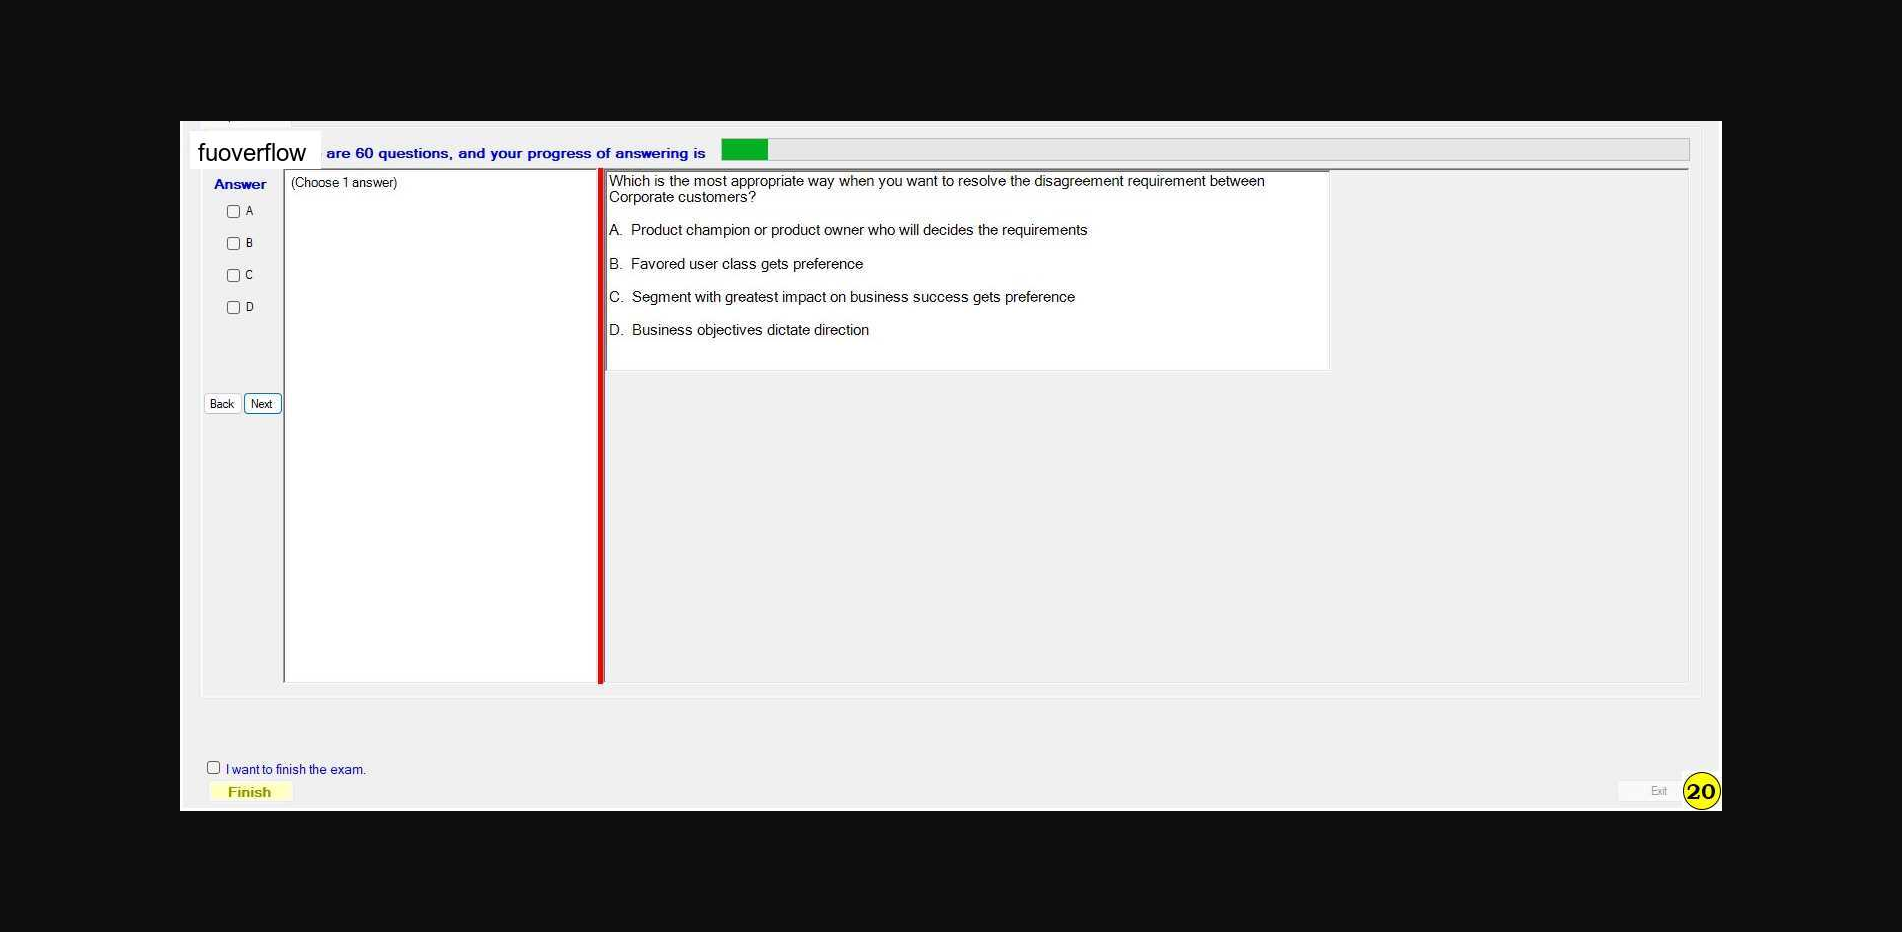 fuoverflow are 60 questions, and your progress of answering is
Answer
(Choose 1 answer)
A
B
C
D
Back Next
Which is the most appropriate way when you want to resolve the disagreement requirement between
Corporate customers?
A. Product champion or product owner who will decides the requirements
B. Favored user class gets preference
C. Segment with greatest impact on business success gets preference
D. Business objectives dictate direction
I want to finish the exam.
Finish
Exit
20